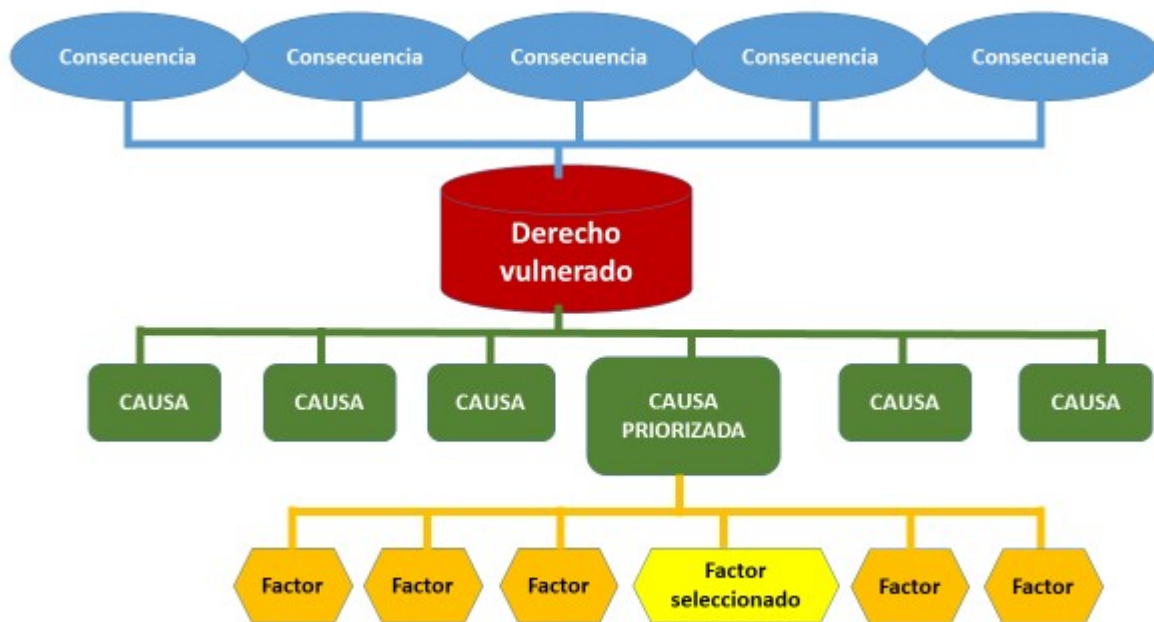 Consecuencia
Consecuencia
Consecuencia
Consecuencia
Consecuencia
Derecho
vulnerado
CAUSA
CAUSA
CAUSA
CAUSA
PRIORIZADA
CAUSA
CAUSA
Factor
Factor
Factor
Factor
seleccionado
Factor
Factor